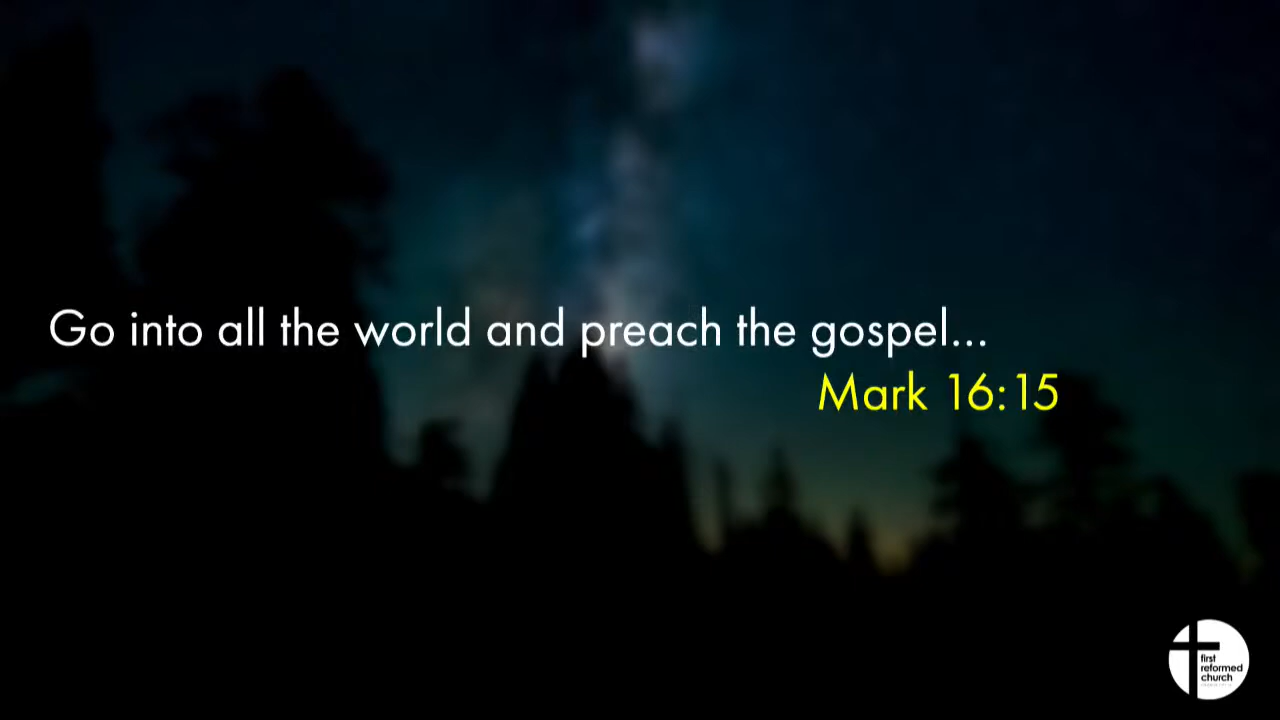 Go into all the world and preach the gospel...
Mark 16:15
first
reformed
church